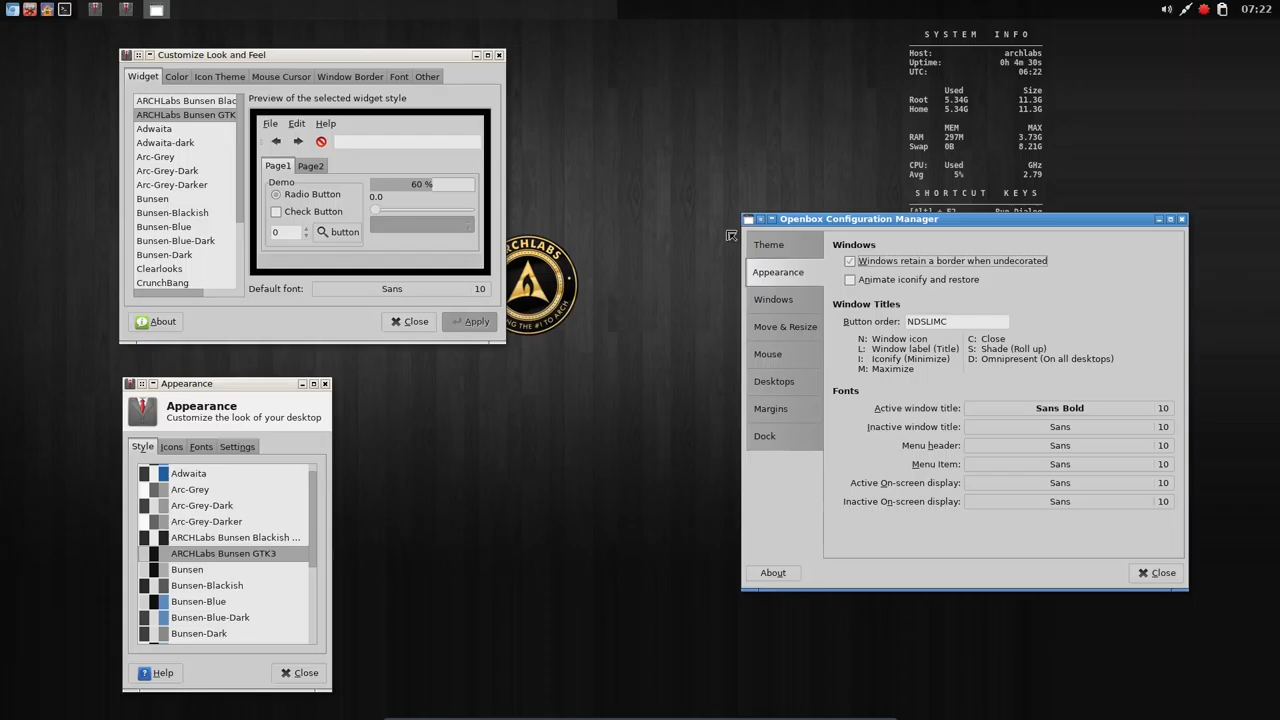 07:22
SYSTEM INFO
Host: archlabs
Uptime: 0h 4m 30s
UTC: 06:22
Used Size
Root 5.34G 11.3G
Home 5.34G 11.3G
MEM MAX
RAM 297M 3.73G
Swap 0B 8.21G
CPU: Used GHz
Avg 5% 2.79
SHORTCUT KEYS
[Alt] + F2 Run Dialog
Customize Look and Feel
Widget Color Icon Theme Mouse Cursor Window Border Font Other
ARCHLabs Bunsen Blac
ARCHLabs Bunsen GTK
Adwaita
Adwaita-dark
Arc-Grey
Arc-Grey-Dark
Arc-Grey-Darker
Bunsen
Bunsen-Blackish
Bunsen-Blue
Bunsen-Blue-Dark
Bunsen-Dark
Clearlooks
CrunchBang
Preview of the selected widget style
File Edit Help
Page1 Page2
Demo
Radio Button
Check Button
0 button
60 %
0.0
Default font: Sans 10
About Close Apply
ARCHLABS
NG THE #1 TO ARCH
Appearance
Appearance
Customize the look of your desktop
Style Icons Fonts Settings
Adwaita
Arc-Grey
Arc-Grey-Dark
Arc-Grey-Darker
ARCHLabs Bunsen Blackish ...
ARCHLabs Bunsen GTK3
Bunsen
Bunsen-Blackish
Bunsen-Blue
Bunsen-Blue-Dark
Bunsen-Dark
Help Close
Openbox Configuration Manager
Theme
Appearance
Windows
Move & Resize
Mouse
Desktops
Margins
Dock
Windows
Windows retain a border when undecorated
Animate iconify and restore
Window Titles
Button order: NDSLIMC
N: Window icon C: Close
L: Window label (Title) S: Shade (Roll up)
I: Iconify (Minimize) D: Omnipresent (On all desktops)
M: Maximize
Fonts
Active window title: Sans Bold 10
Inactive window title: Sans 10
Menu header: Sans 10
Menu Item: Sans 10
Active On-screen display: Sans 10
Inactive On-screen display: Sans 10
About Close